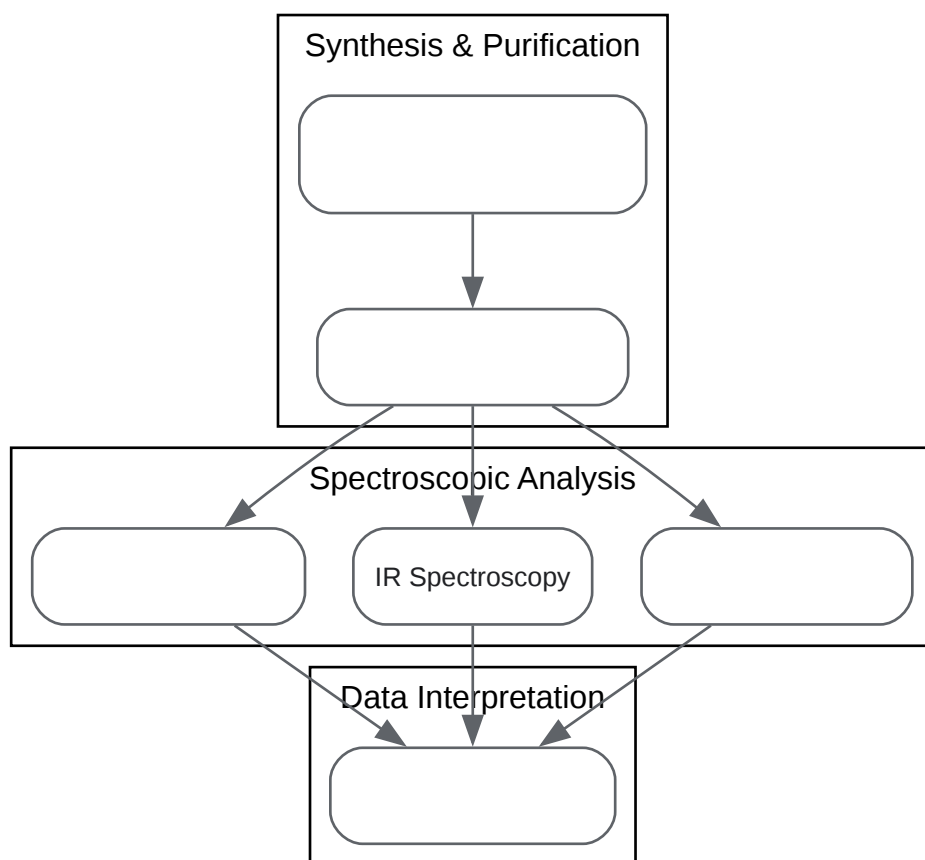 Synthesis & Purification
Spectroscopic Analysis
IR Spectroscopy
Data Interpretation